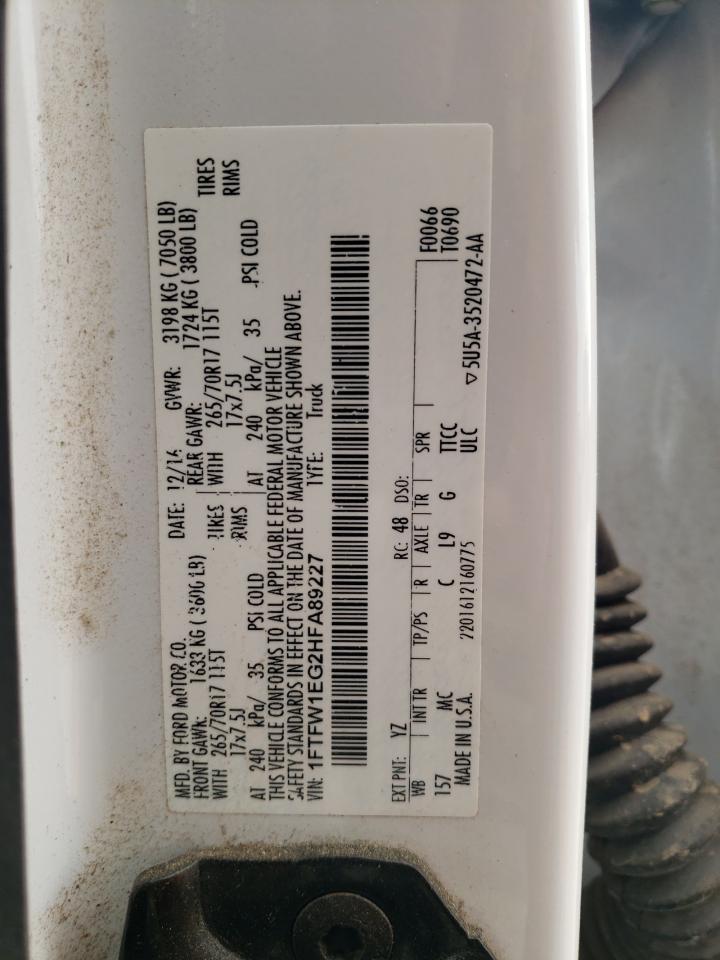 MFD. BY FORD MOTOR CO. DATE: 12/16 GVWR: 3198 KG ( 7050 LB)
FRONT GAWR: 1633 KG ( 3600 LB) REAR GAWR: 1724 KG ( 3800 LB)
WITH 265/70R17 115T TIRES WITH 265/70R17 115T TIRES
17x7.5J RIMS 17x7.5J RIMS
AT 240 kPa/ 35 PSI COLD AT 240 kPa/ 35 PSI COLD
THIS VEHICLE CONFORMS TO ALL APPLICABLE FEDERAL MOTOR VEHICLE
SAFETY STANDARDS IN EFFECT ON THE DATE OF MANUFACTURE SHOWN ABOVE.
VIN: 1FTFW1EG2HFA89227 TYPE: Truck
EXT PNT: YZ RC: 48 DSO: F0066
WB INT TR TP/PS R AXLE TR SPR T0690
157 MC C L9 G TTCC
MADE IN U.S.A. 2201612160775 ULC ▽5U5A-3520472-AA